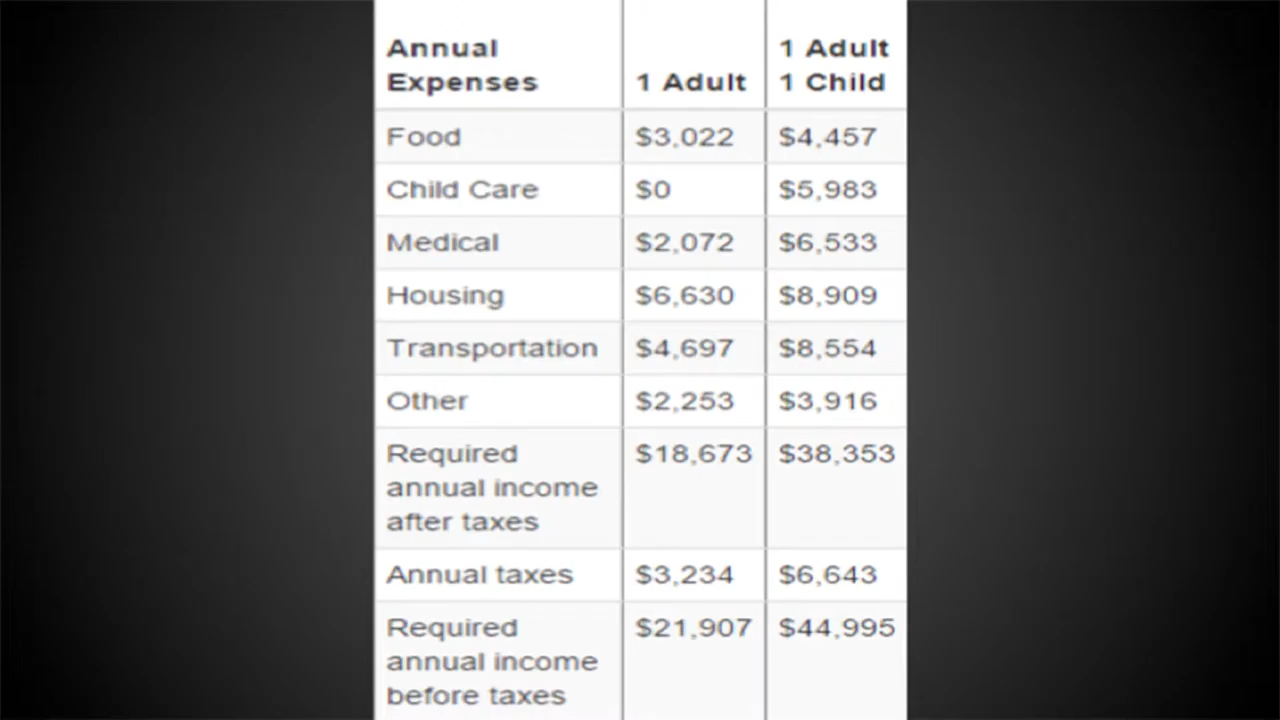 Annual Expenses 1 Adult 1 Adult 1 Child
Food $3,022 $4,457
Child Care $0 $5,983
Medical $2,072 $6,533
Housing $6,630 $8,909
Transportation $4,697 $8,554
Other $2,253 $3,916
Required annual income after taxes $18,673 $38,353
Annual taxes $3,234 $6,643
Required annual income before taxes $21,907 $44,995